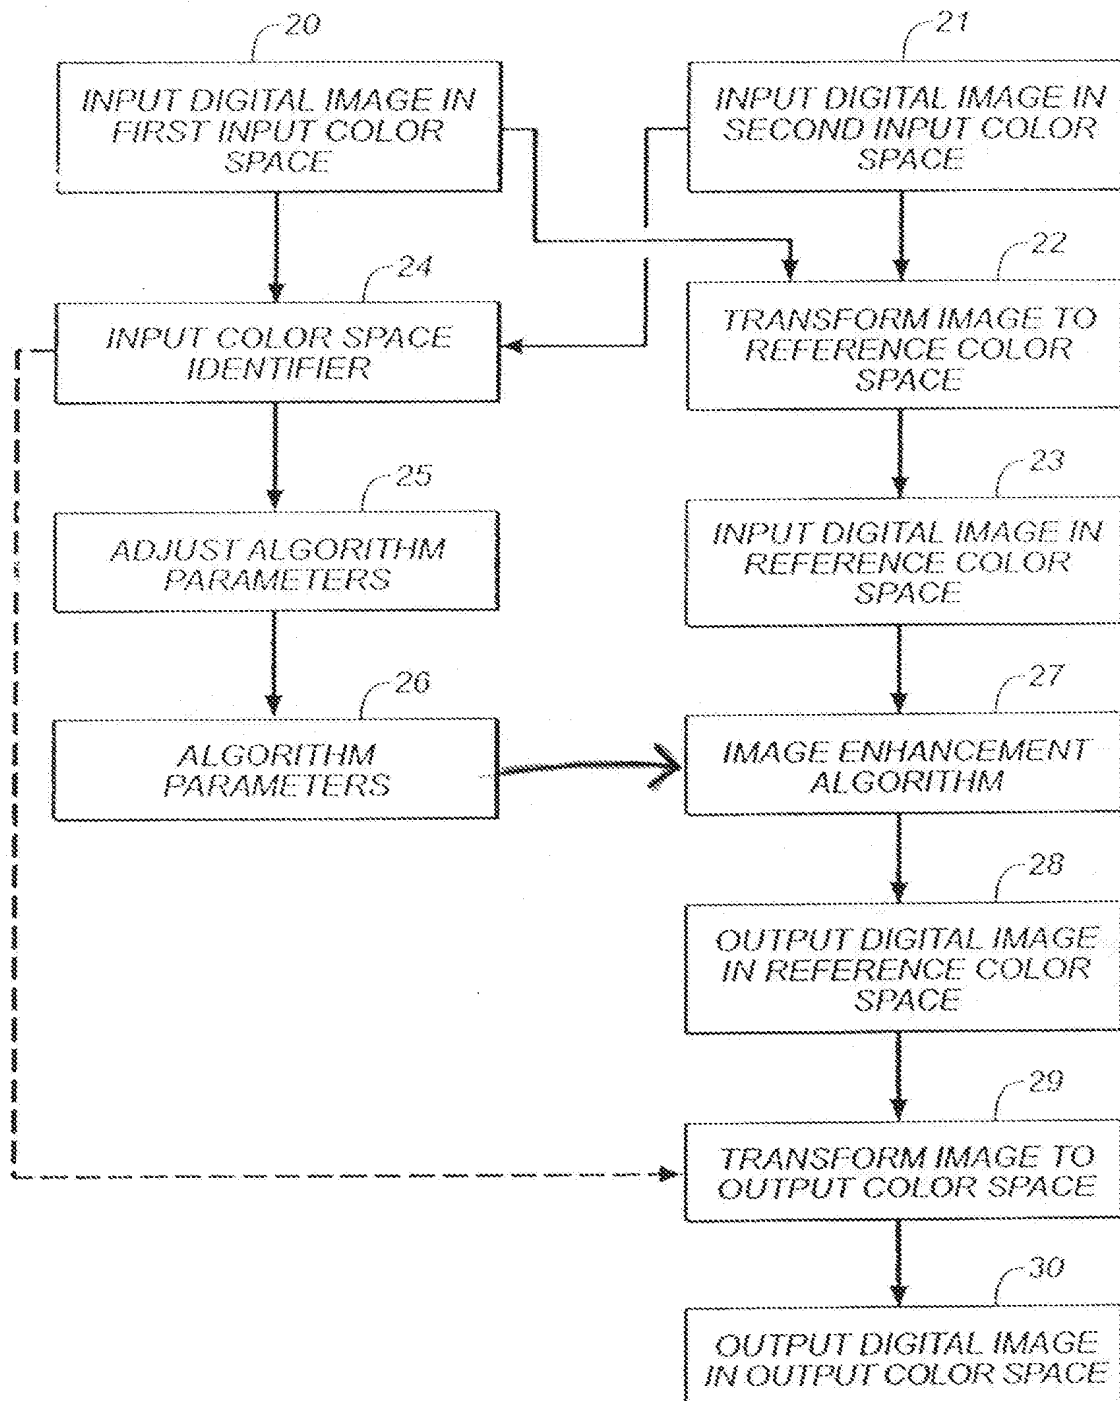 20
INPUT DIGITAL IMAGE IN
FIRST INPUT COLOR
SPACE
21
INPUT DIGITAL IMAGE IN
SECOND INPUT COLOR
SPACE
24
INPUT COLOR SPACE
IDENTIFIER
22
TRANSFORM IMAGE TO
REFERENCE COLOR
SPACE
25
ADJUST ALGORITHM
PARAMETERS
23
INPUT DIGITAL IMAGE IN
REFERENCE COLOR
SPACE
26
ALGORITHM
PARAMETERS
27
IMAGE ENHANCEMENT
ALGORITHM
28
OUTPUT DIGITAL IMAGE
IN REFERENCE COLOR
SPACE
29
TRANSFORM IMAGE TO
OUTPUT COLOR SPACE
30
OUTPUT DIGITAL IMAGE
IN OUTPUT COLOR SPACE